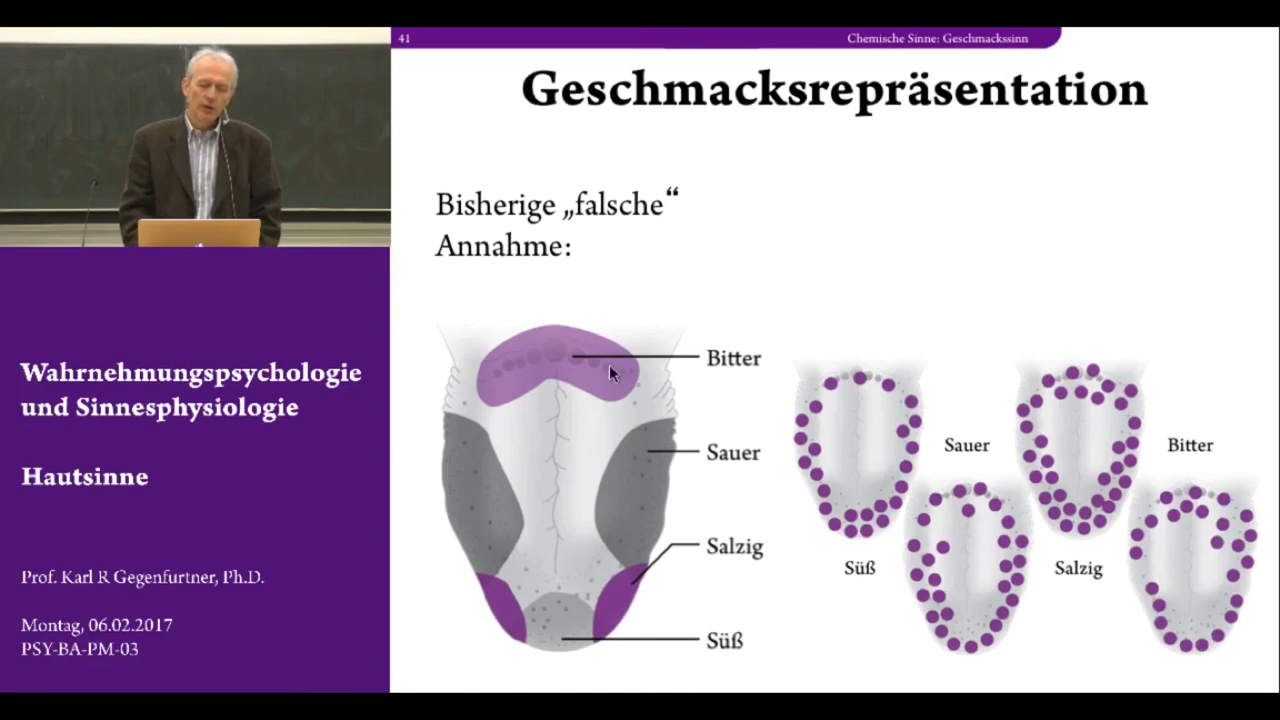 41
Chemische Sinne: Geschmackssinn
Geschmacksrepräsentation
Bisherige „falsche“
Annahme:
Bitter
Sauer
Salzig
Süß
Sauer
Bitter
Süß
Salzig
Wahrnehmungspsychologie
und Sinnesphysiologie
Hautsinne
Prof. Karl R Gegenfurtner, Ph.D.
Montag, 06.02.2017
PSY-BA-PM-03